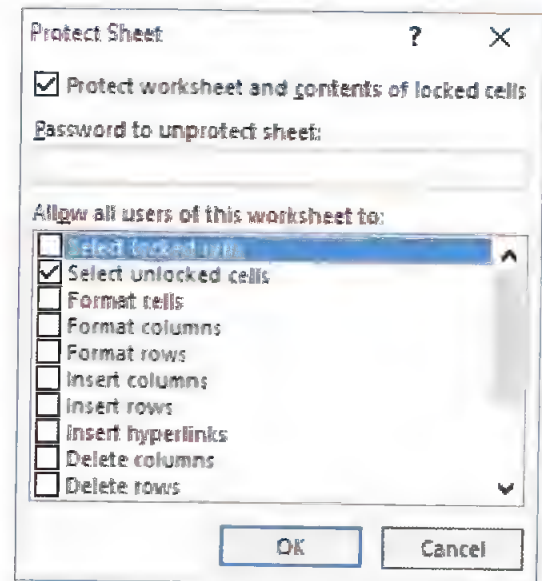 Protect Sheet ? ×
Protect worksheet and contents of locked cells
Password to unprotect sheet:
Allow all users of this worksheet to:
Select locked cells
Select unlocked cells
Format cells
Format columns
Format rows
Insert columns
Insert rows
Insert hyperlinks
Delete columns
Delete rows
OK
Cancel